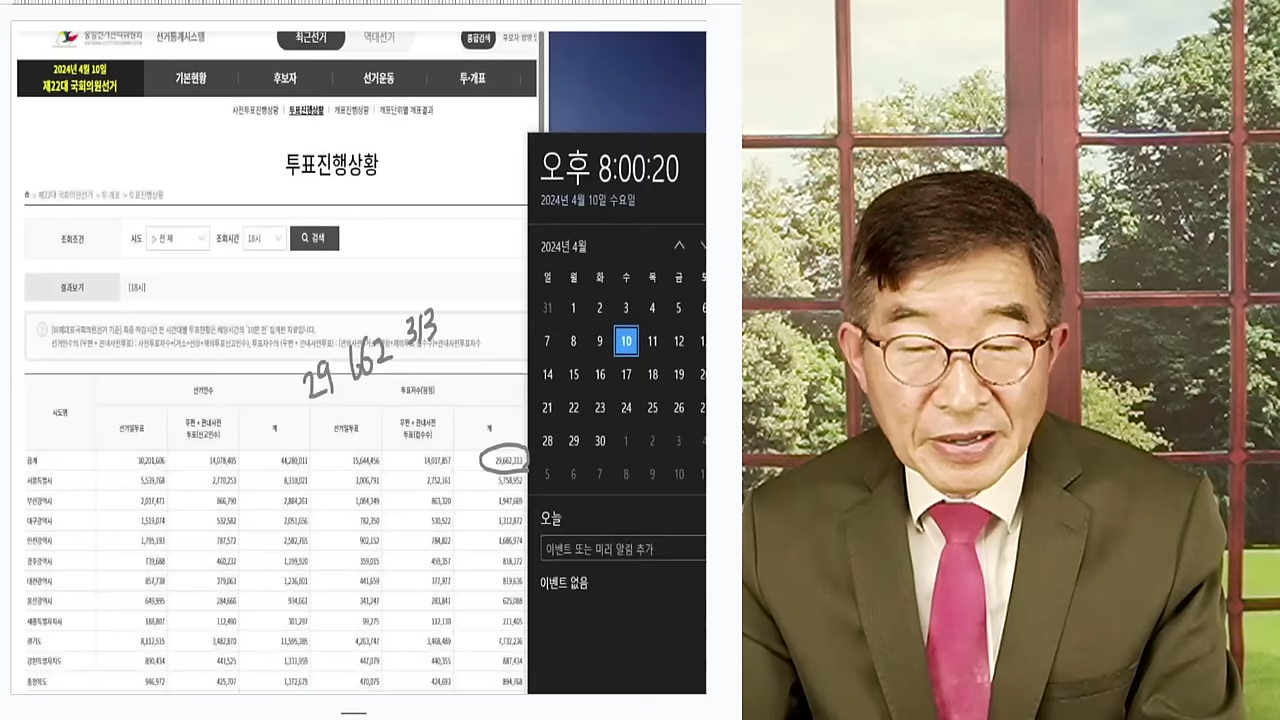 중앙선거관리위원회 선거통계시스템 최근선거 역대선거 통합검색
2024년 4월 10일
제22대 국회의원선거
기본현황 후보자 선거운동 투·개표
사전투표진행상황 투표진행상황 개표진행상황 개표단위별 개표결과
투표진행상황
> 제22대 국회의원선거 > 투·개표 > 투표진행상황
조회조건 시도 ▷ 전 체 조회시간 18시 검색
결과보기 [18시]
29 662 313
시도명 선거인수 투표자수(잠정)
선거일투표 우편 + 관내사전 투표(신고인수) 계 선거일투표 우편 + 관내사전 투표(접수수) 계
합계 30,201,606 14,078,405 44,280,011 15,644,456 14,017,857 29,662,313
서울특별시 5,539,768 2,770,253 8,310,021 3,006,791 2,752,161 5,758,952
부산광역시 2,017,471 866,790 2,884,261 1,084,349 863,320 1,947,669
대구광역시 1,519,074 532,582 2,051,656 782,350 530,522 1,312,872
인천광역시 1,795,193 787,572 2,582,765 902,152 784,822 1,686,974
광주광역시 739,688 460,232 1,199,920 359,015 459,357 818,372
대전광역시 857,738 379,063 1,236,801 441,659 377,977 819,636
울산광역시 649,995 284,666 934,661 341,247 283,841 625,088
세종특별자치시 188,807 112,490 301,297 99,275 112,130 211,405
경기도 8,112,515 3,482,870 11,595,385 4,263,747 3,468,489 7,732,236
강원특별자치도 890,434 441,525 1,331,959 447,079 440,355 887,434
충청북도 946,972 425,707 1,372,679 470,075 424,693 894,768
오후 8:00:20
2024년 4월 10일 수요일
2024년 4월
일 월 화 수 목 금
31 1 2 3 4 5 6
7 8 9 10 11 12
14 15 16 17 18 19
21 22 23 24 25 26
28 29 30 1 2 3 4
5 6 7 8 9 10
오늘
이벤트 또는 미리 알림 추가
이벤트 없음